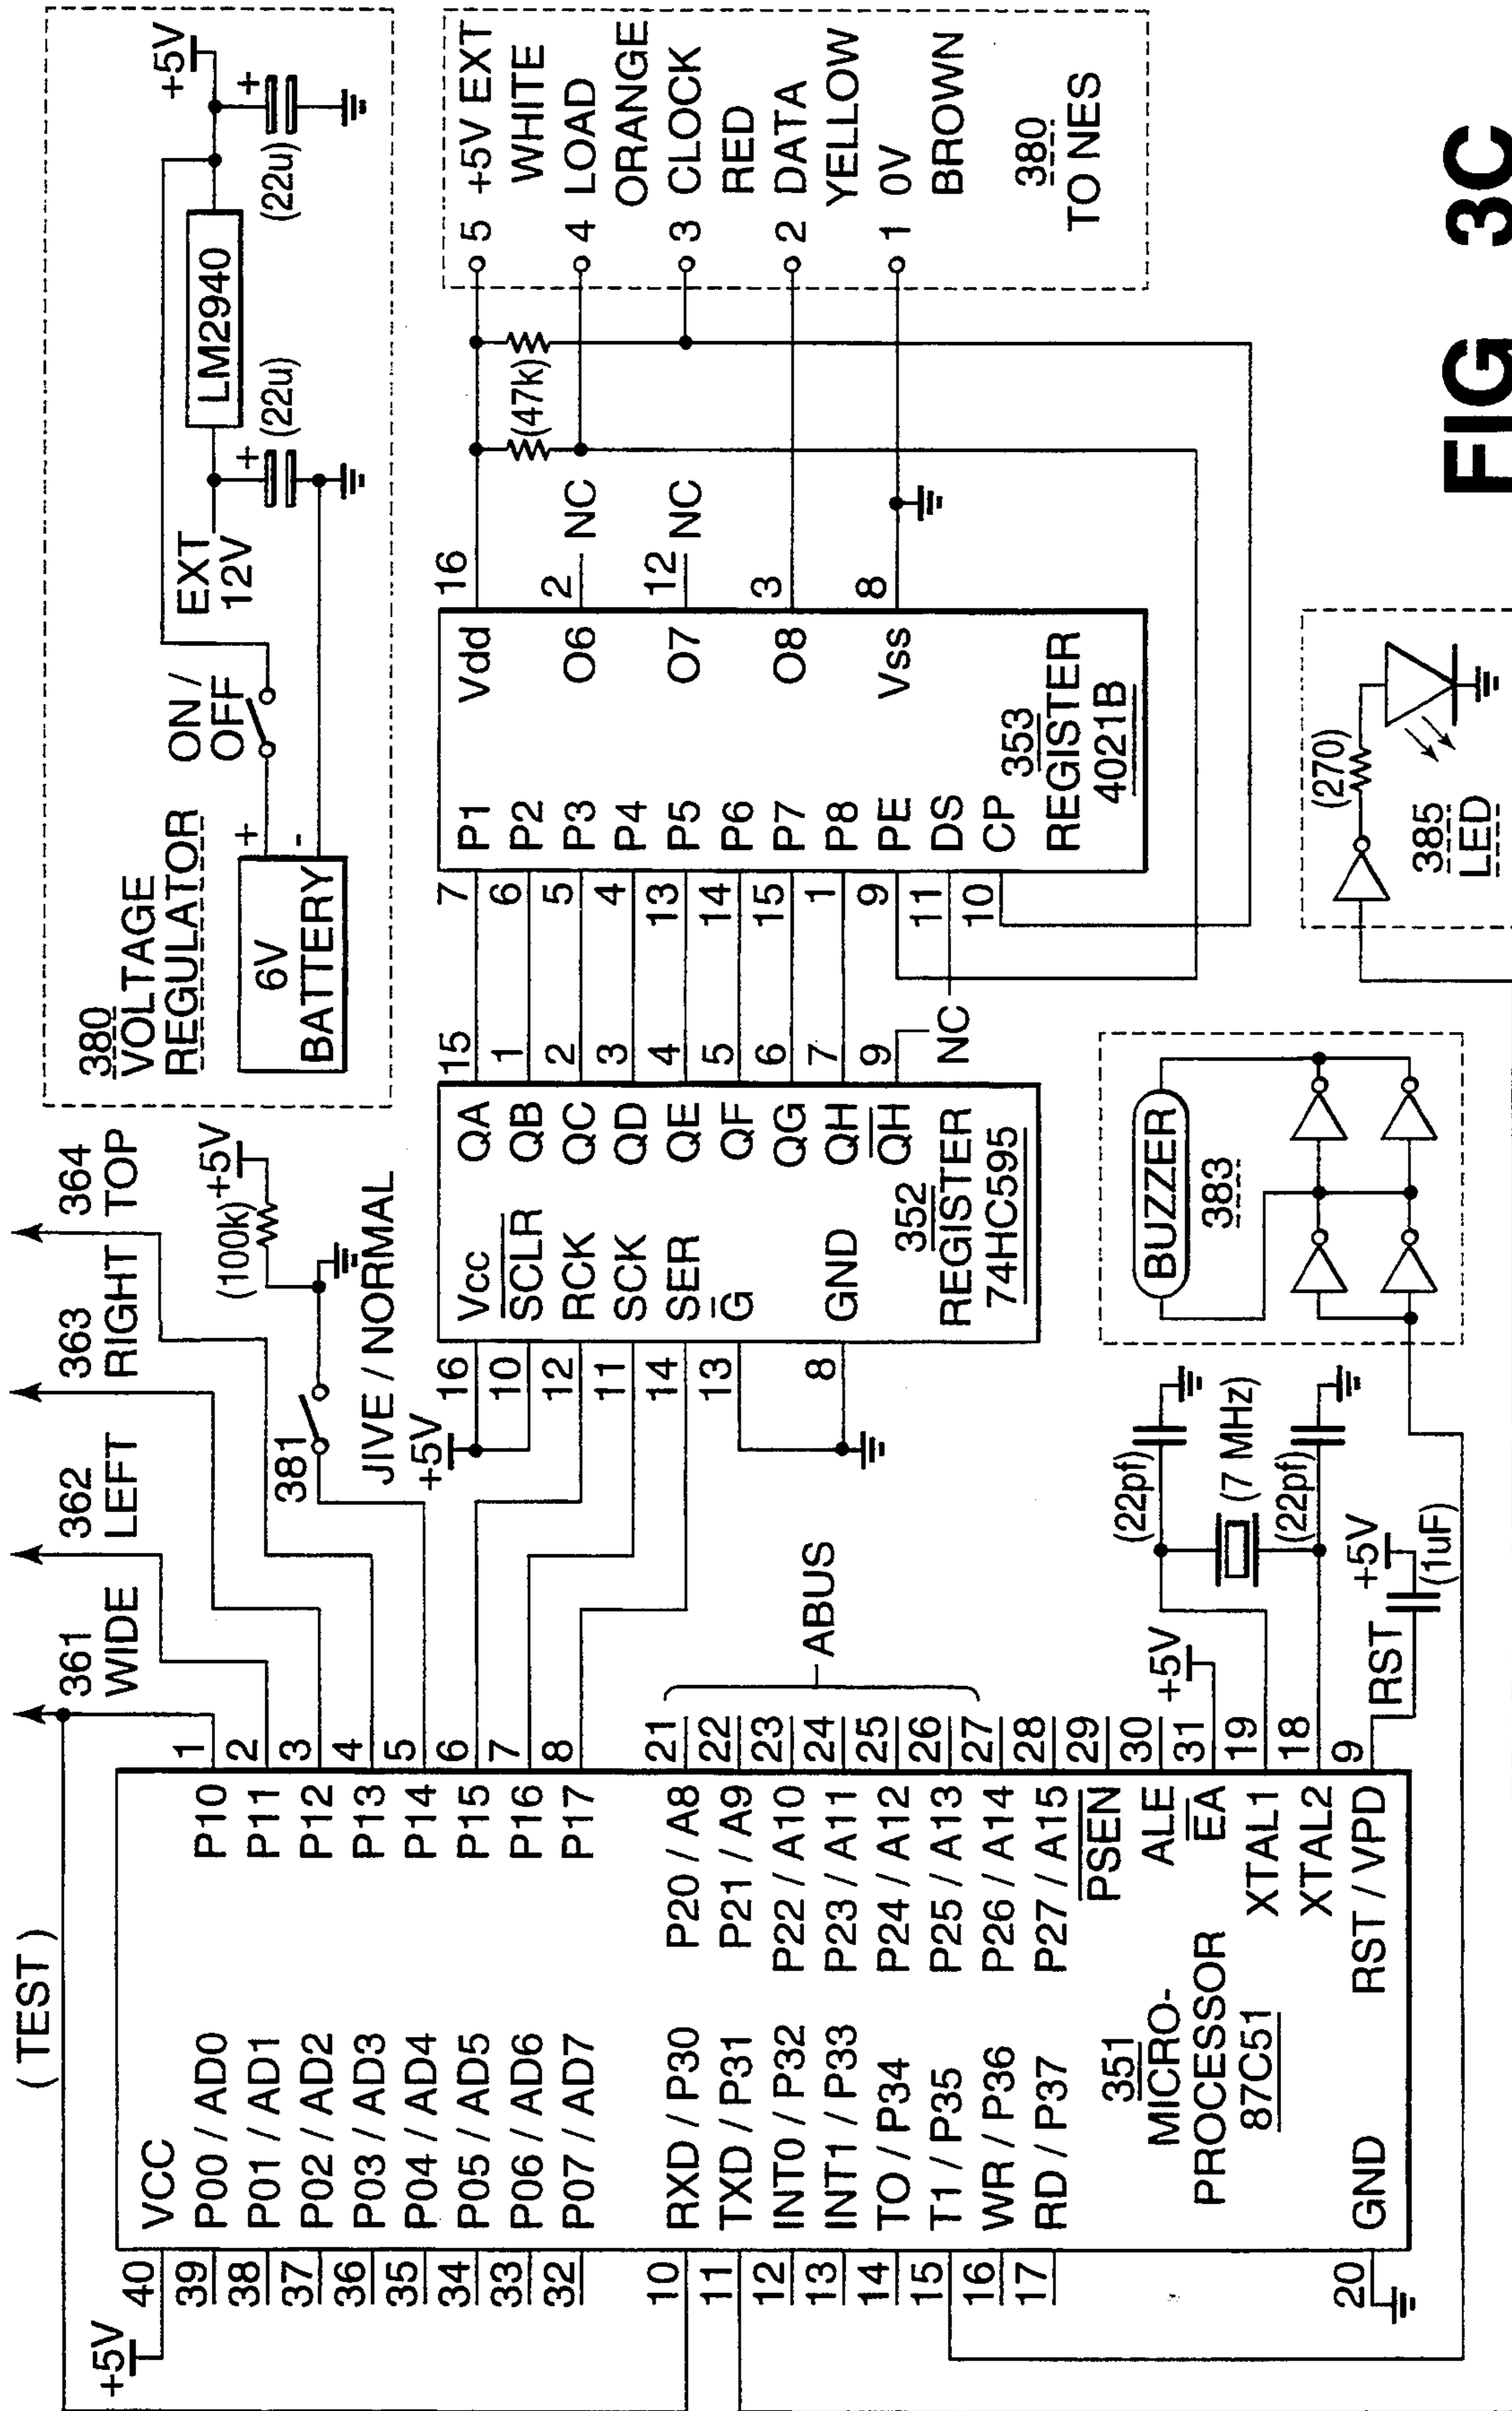 ( TEST )
361
WIDE
362
LEFT
363
RIGHT
364
TOP
+5V
(100k)
381
JIVE / NORMAL
380
VOLTAGE
REGULATOR
ON /
OFF
6V
BATTERY
+
-
EXT
12V
+
(22u)
LM2940
+5V
+
(22u)
+5V
40 VCC
39 P00 / AD0
38 P01 / AD1
37 P02 / AD2
36 P03 / AD3
35 P04 / AD4
34 P05 / AD5
33 P06 / AD6
32 P07 / AD7
10 RXD / P30
11 TXD / P31
12 INT0 / P32
13 INT1 / P33
14 TO / P34
15 T1 / P35
16 WR / P36
17 RD / P37
20 GND
351
MICRO-
PROCESSOR
87C51
P10 1
P11 2
P12 3
P13 4
P14 5
P15 6
P16 7
P17 8
P20 / A8 21
P21 / A9 22
P22 / A10 23
P23 / A11 24
P24 / A12 25
P25 / A13 26
P26 / A14 27
P27 / A15 28
PSEN 29
ALE 30
EA 31
XTAL1 19
XTAL2 18
RST / VPD 9
ABUS
+5V
(22pf)
(7 MHz)
(22pf)
RST
+5V
(1uF)
+5V
16 Vcc
10 SCLR
12 RCK
11 SCK
14 SER
13 G
8 GND
QA 15
QB 1
QC 2
QD 3
QE 4
QF 5
QG 6
QH 7
QH 9
NC
352
REGISTER
74HC595
7 P1
6 P2
5 P3
4 P4
13 P5
14 P6
15 P7
1 P8
9 PE
11 DS
10 CP
Vdd 16
O6 2 NC
O7 12 NC
O8 3
Vss 8
353
REGISTER
4021B
(47k)
5 +5V EXT
WHITE
4 LOAD
ORANGE
3 CLOCK
RED
2 DATA
YELLOW
1 0V
BROWN
380
TO NES
BUZZER
383
(270)
385
LED
FIG 3C